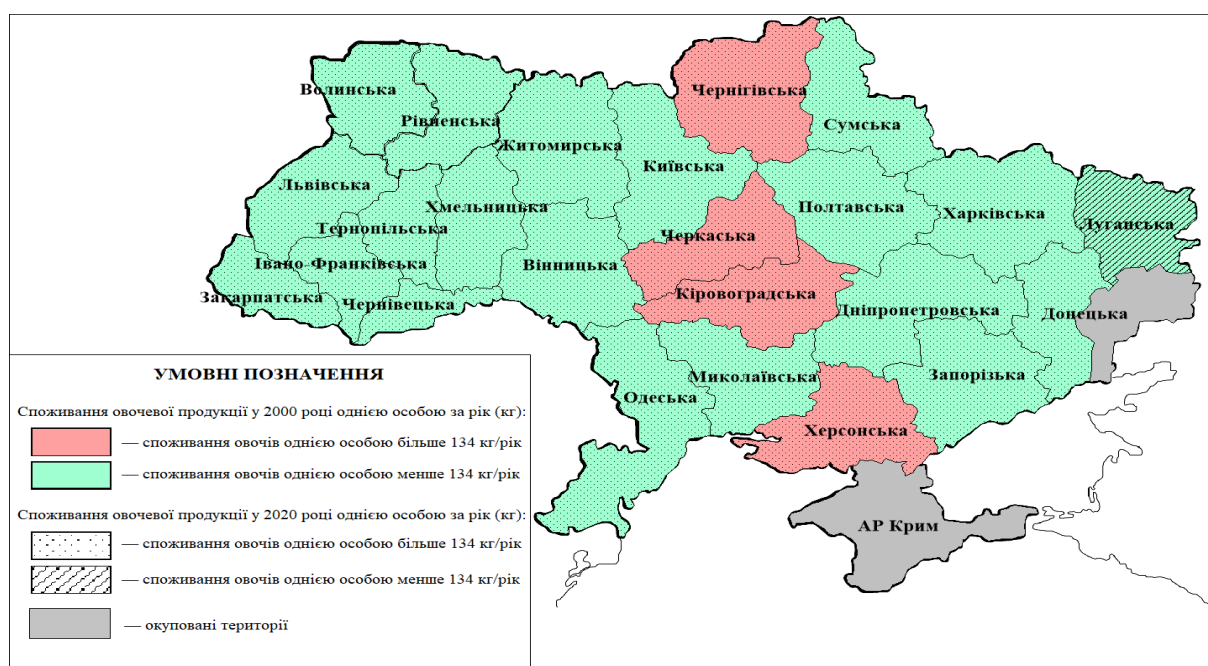 Чернігівська
Волинська
Рівненська
Сумська
Житомирська
Київська
Львівська
Хмельницька
Полтавська
Харківська
Луганська
Тернопільська
Черкаська
Івано-Франківська
Вінницька
Закарпатська
Чернівецька
Кіровоградська
Дніпропетровська
Донецька
Миколаївська
Запорізька
Одеська
Херсонська
АР Крим
УМОВНІ ПОЗНАЧЕННЯ
Споживання овочевої продукції у 2000 році однією особою за рік (кг):
— споживання овочів однією особою більше 134 кг/рік
— споживання овочів однією особою менше 134 кг/рік
Споживання овочевої продукції у 2020 році однією особою за рік (кг):
— споживання овочів однією особою більше 134 кг/рік
— споживання овочів однією особою менше 134 кг/рік
— окуповані території